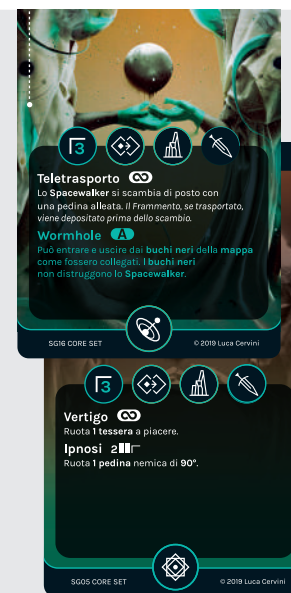 3
Teletrasporto ∞
Lo Spacewalker si scambia di posto con
una pedina alleata. Il Frammento, se trasportato,
viene depositato prima dello scambio.
Wormhole A
Può entrare e uscire dai buchi neri della mappa
come fossero collegati. I buchi neri
non distruggono lo Spacewalker.
SG16 CORE SET © 2019 Luca Cervini
3
Vertigo ∞
Ruota 1 tessera a piacere.
Ipnosi 2
Ruota 1 pedina nemica di 90°.
SG05 CORE SET © 2019 Luca Cervini